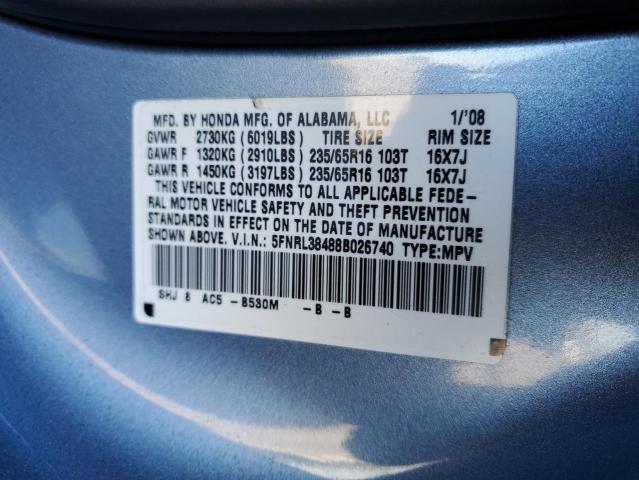 MFD. BY HONDA MFG. OF ALABAMA, LLC 1/'08
GVWR 2730KG (6019LBS) TIRE SIZE RIM SIZE
GAWR F 1320KG (2910LBS) 235/65R16 103T 16X7J
GAWR R 1450KG (3197LBS) 235/65R16 103T 16X7J
THIS VEHICLE CONFORMS TO ALL APPLICABLE FEDE-
RAL MOTOR VEHICLE SAFETY AND THEFT PREVENTION
STANDARDS IN EFFECT ON THE DATE OF MANUFACTURE
SHOWN ABOVE. V.I.N.: 5FNRL38488B026740 TYPE:MPV
SHJ 8 AC5 -B530M -B -B